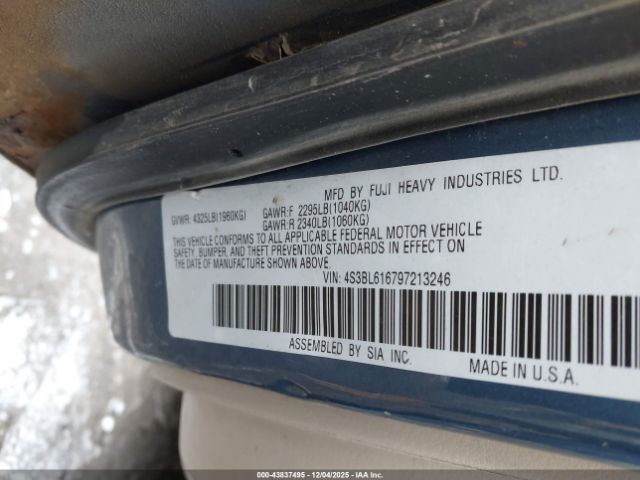 MFD BY FUJI HEAVY INDUSTRIES LTD.
GVWR: 4325LB(1960KG) GAWR:F 2295LB(1040KG)
GAWR:R 2340LB(1060KG)
THIS VEHICLE CONFORMS TO ALL APPLICABLE FEDERAL MOTOR VEHICLE
SAFETY, BUMPER, AND THEFT PREVENTION STANDARDS IN EFFECT ON
THE DATE OF MANUFACTURE SHOWN ABOVE.
VIN: 4S3BL616797213246
ASSEMBLED BY SIA INC.
MADE IN U.S.A.
000-43837495 - 12/04/2025 - IAAI.COM